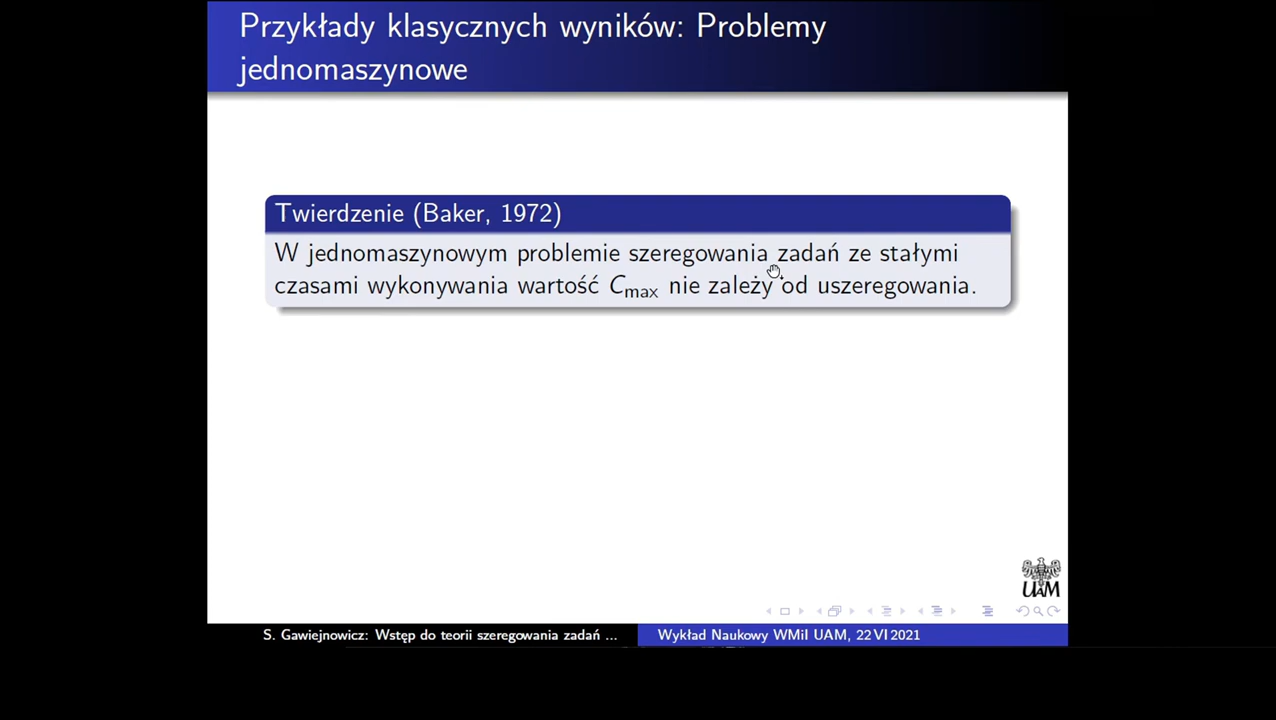 Przykłady klasycznych wyników: Problemy
jednomaszynowe
Twierdzenie (Baker, 1972)
W jednomaszynowym problemie szeregowania zadań ze stałymi
czasami wykonywania wartość Cmax nie zależy od uszeregowania.
UAM
S. Gawiejnowicz: Wstęp do teorii szeregowania zadań ...
Wykład Naukowy WMiI UAM, 22 VI 2021